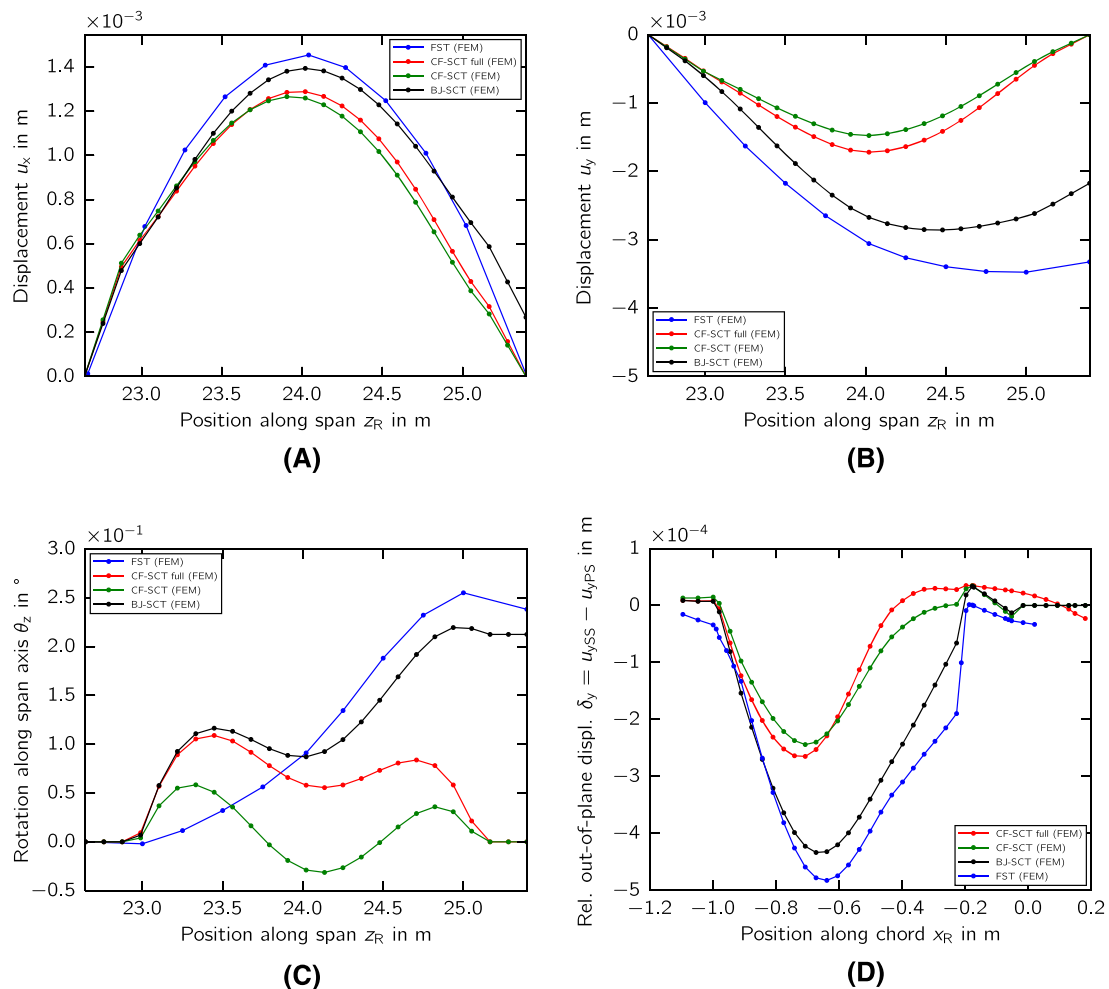 ×10⁻³
1.4
1.2
1.0
0.8
0.6
0.4
0.2
0.0
23.0 23.5 24.0 24.5 25.0
Displacement uₓ in m
Position along span z_R in m
FST (FEM)
CF-SCT full (FEM)
CF-SCT (FEM)
BJ-SCT (FEM)
(A)
×10⁻³
0
−1
−2
−3
−4
−5
23.0 23.5 24.0 24.5 25.0
Displacement u_y in m
Position along span z_R in m
FST (FEM)
CF-SCT full (FEM)
CF-SCT (FEM)
BJ-SCT (FEM)
(B)
×10⁻¹
3.0
2.5
2.0
1.5
1.0
0.5
0.0
−0.5
23.0 23.5 24.0 24.5 25.0
Rotation along span axis θ_z in °
Position along span z_R in m
FST (FEM)
CF-SCT full (FEM)
CF-SCT (FEM)
BJ-SCT (FEM)
(C)
×10⁻⁴
1
0
−1
−2
−3
−4
−5
−1.2 −1.0 −0.8 −0.6 −0.4 −0.2 0.0 0.2
Rel. out-of-plane displ. δ_y = u_ySS − u_yPS in m
Position along chord x_R in m
CF-SCT full (FEM)
CF-SCT (FEM)
BJ-SCT (FEM)
FST (FEM)
(D)